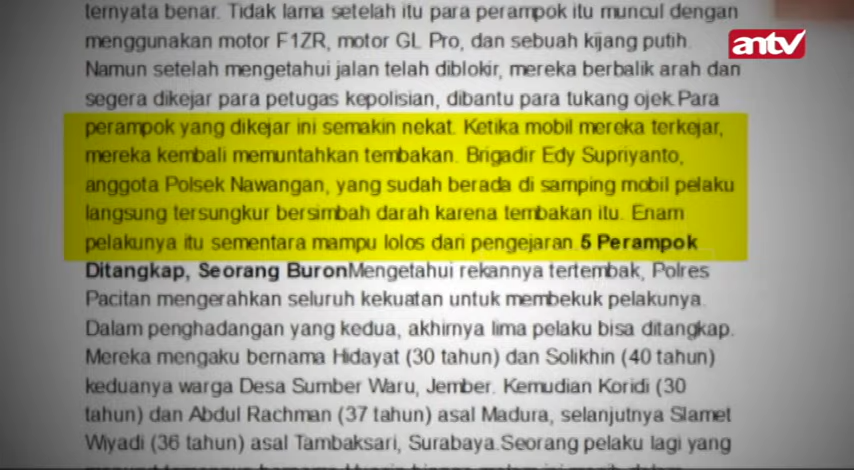 ternyata benar. Tidak lama setelah itu para perampok itu muncul dengan
menggunakan motor F1ZR, motor GL Pro, dan sebuah kijang putih.
antv
Namun setelah mengetahui jalan telah diblokir, mereka berbalik arah dan
segera dikejar para petugas kepolisian, dibantu para tukang ojek.Para
perampok yang dikejar ini semakin nekat. Ketika mobil mereka terkejar,
mereka kembali memuntahkan tembakan. Brigadir Edy Supriyanto,
anggota Polsek Nawangan, yang sudah berada di samping mobil pelaku
langsung tersungkur bersimbah darah karena tembakan itu. Enam
pelakunya itu sementara mampu lolos dari pengejaran.5 Perampok
Ditangkap, Seorang BuronMengetahui rekannya tertembak, Polres
Pacitan mengerahkan seluruh kekuatan untuk membekuk pelakunya.
Dalam penghadangan yang kedua, akhirnya lima pelaku bisa ditangkap.
Mereka mengaku bernama Hidayat (30 tahun) dan Solikhin (40 tahun)
keduanya warga Desa Sumber Waru, Jember. Kemudian Koridi (30
tahun) dan Abdul Rachman (37 tahun) asal Madura, selanjutnya Slamet
Wiyadi (36 tahun) asal Tambaksari, Surabaya.Seorang pelaku lagi yang